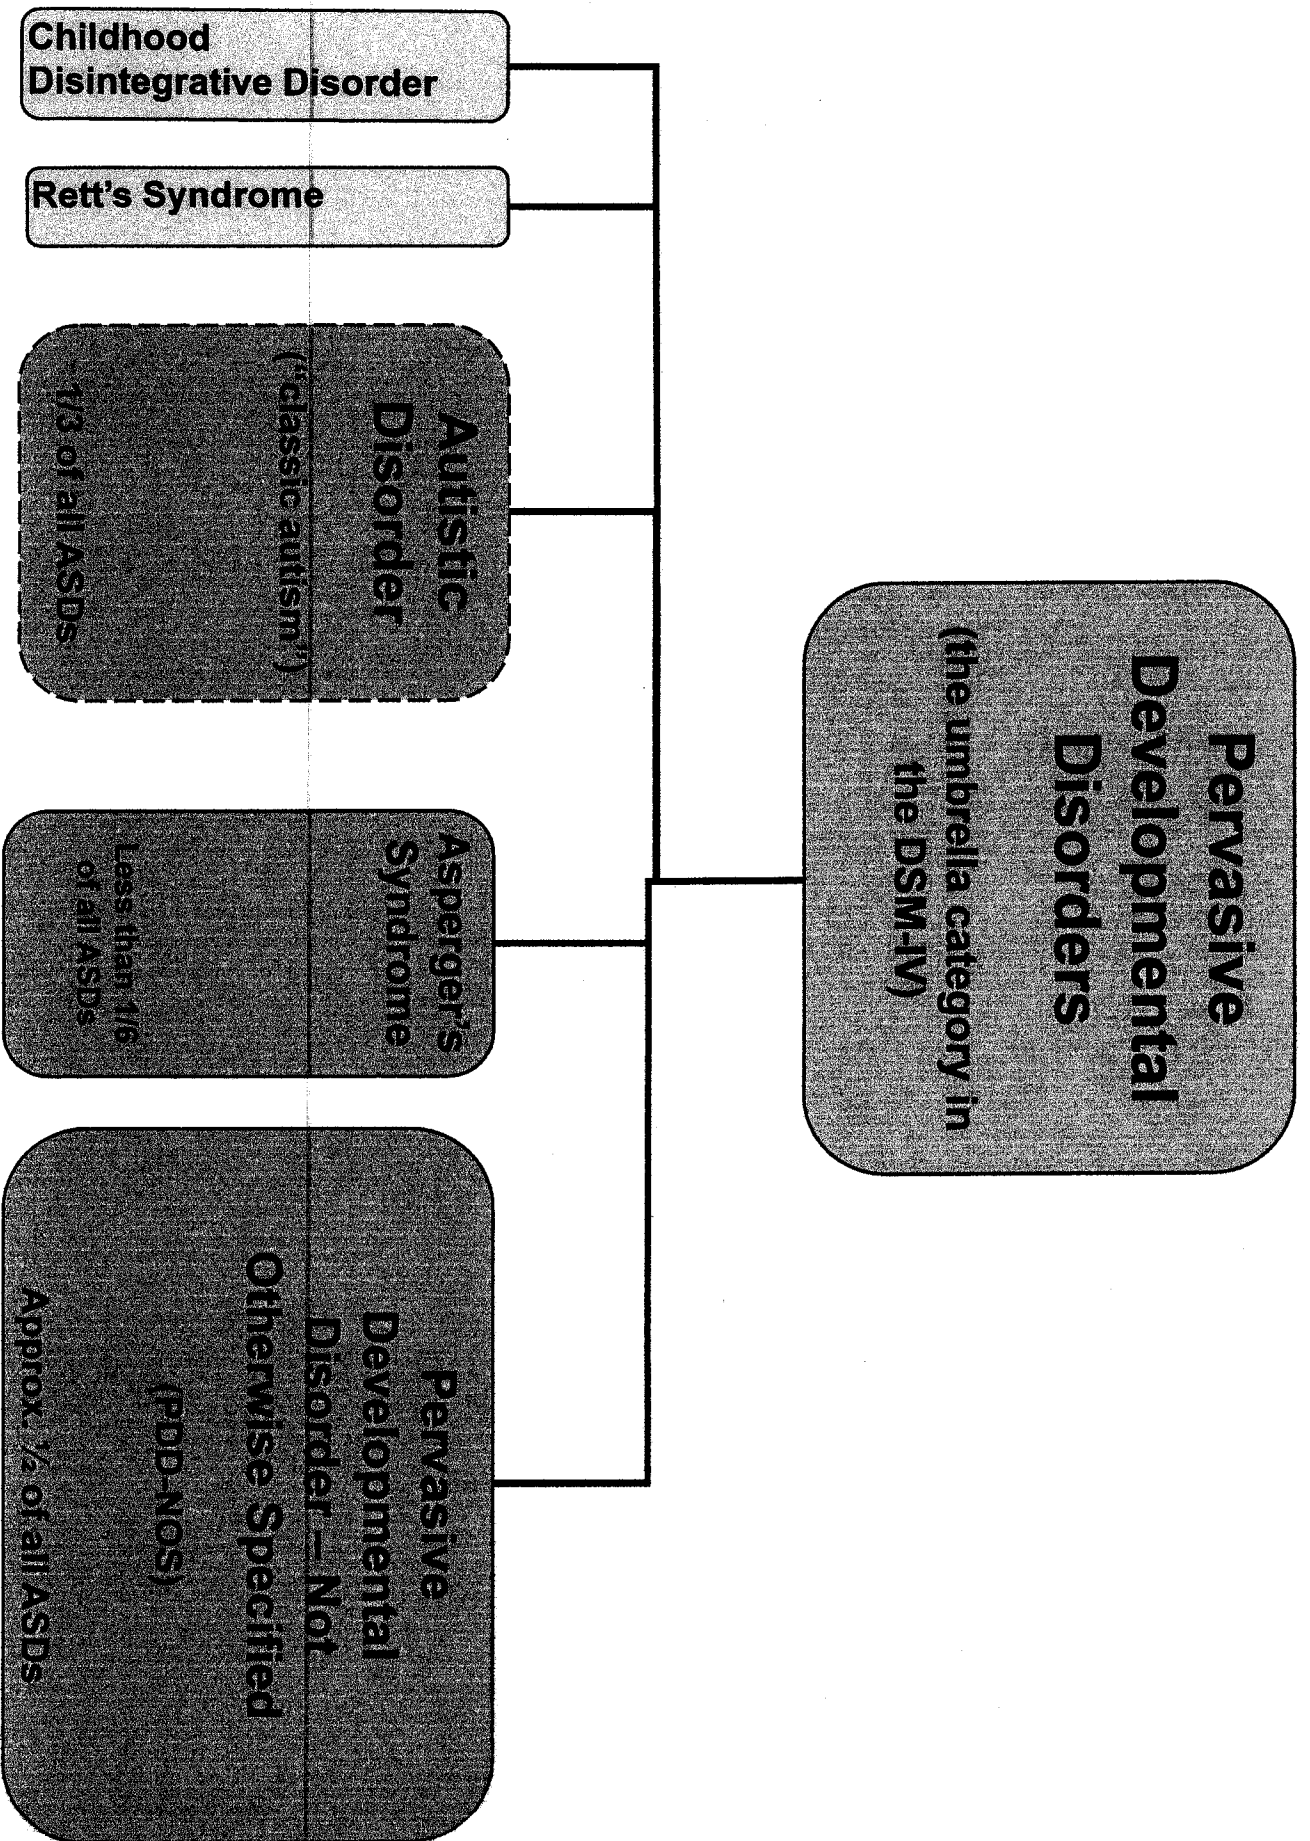 Pervasive
Developmental
Disorders
(the umbrella category in
the DSM-IV)
Childhood
Disintegrative Disorder
Rett's Syndrome
Autistic
Disorder
("classic autism")
~1/3 of all ASDs
Asperger's
Syndrome
Less than 1/6
of all ASDs
Pervasive
Developmental
Disorder – Not
Otherwise Specified
(PDD-NOS)
Approx. ½ of all ASDs